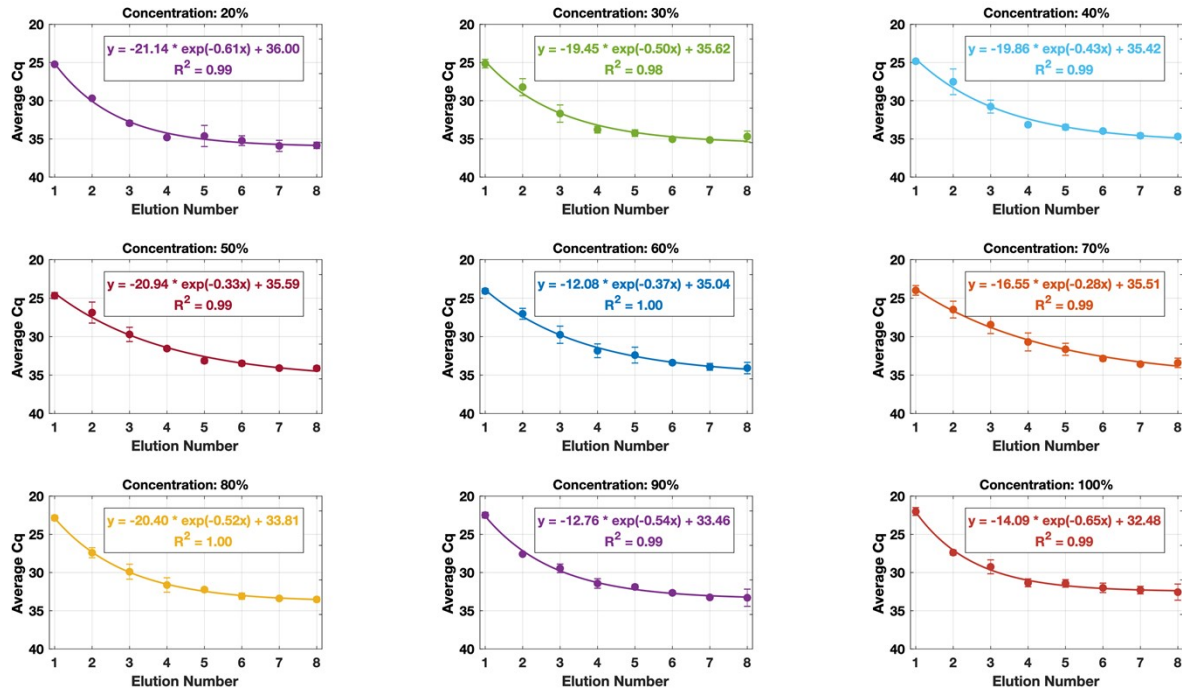 Concentration: 20%
20
25
30
35
40
Average Cq
y = -21.14 * exp(-0.61x) + 36.00
R² = 0.99
1 2 3 4 5 6 7 8
Elution Number
Concentration: 30%
20
25
30
35
40
Average Cq
y = -19.45 * exp(-0.50x) + 35.62
R² = 0.98
1 2 3 4 5 6 7 8
Elution Number
Concentration: 40%
20
25
30
35
40
Average Cq
y = -19.86 * exp(-0.43x) + 35.42
R² = 0.99
1 2 3 4 5 6 7 8
Elution Number
Concentration: 50%
20
25
30
35
40
Average Cq
y = -20.94 * exp(-0.33x) + 35.59
R² = 0.99
1 2 3 4 5 6 7 8
Elution Number
Concentration: 60%
20
25
30
35
40
Average Cq
y = -12.08 * exp(-0.37x) + 35.04
R² = 1.00
1 2 3 4 5 6 7 8
Elution Number
Concentration: 70%
20
25
30
35
40
Average Cq
y = -16.55 * exp(-0.28x) + 35.51
R² = 0.99
1 2 3 4 5 6 7 8
Elution Number
Concentration: 80%
20
25
30
35
40
Average Cq
y = -20.40 * exp(-0.52x) + 33.81
R² = 1.00
1 2 3 4 5 6 7 8
Elution Number
Concentration: 90%
20
25
30
35
40
Average Cq
y = -12.76 * exp(-0.54x) + 33.46
R² = 0.99
1 2 3 4 5 6 7 8
Elution Number
Concentration: 100%
20
25
30
35
40
Average Cq
y = -14.09 * exp(-0.65x) + 32.48
R² = 0.99
1 2 3 4 5 6 7 8
Elution Number